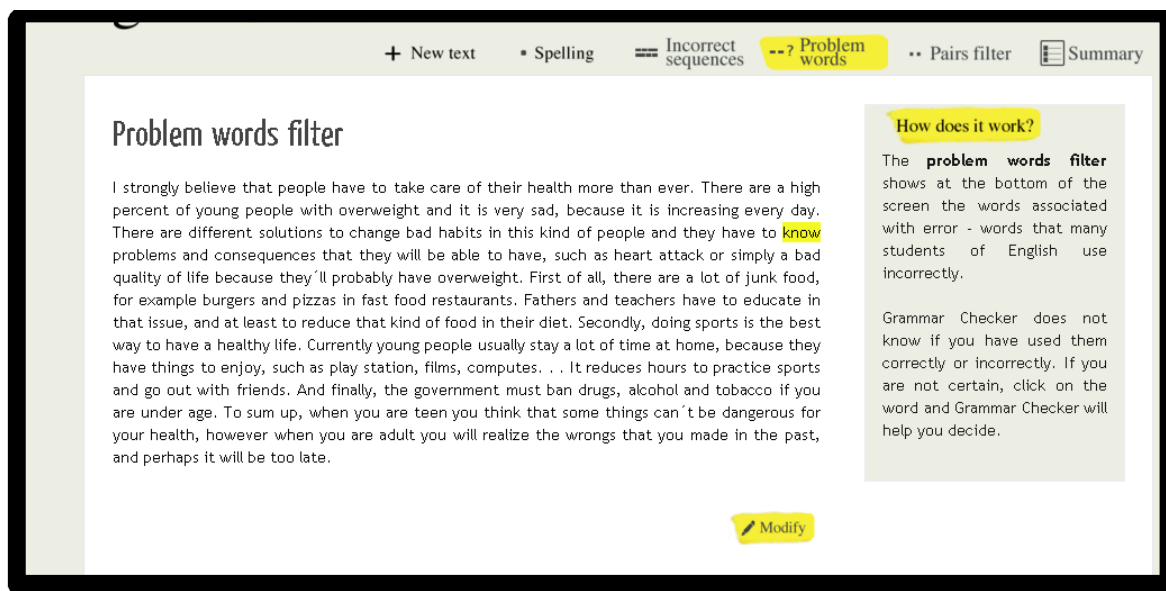 + New text
▪ Spelling
Incorrect sequences
--? Problem words
Pairs filter
Summary
Problem words filter
I strongly believe that people have to take care of their health more than ever. There are a high
percent of young people with overweight and it is very sad, because it is increasing every day.
There are different solutions to change bad habits in this kind of people and they have to know
problems and consequences that they will be able to have, such as heart attack or simply a bad
quality of life because they´ll probably have overweight. First of all, there are a lot of junk food,
for example burgers and pizzas in fast food restaurants. Fathers and teachers have to educate in
that issue, and at least to reduce that kind of food in their diet. Secondly, doing sports is the best
way to have a healthy life. Currently young people usually stay a lot of time at home, because they
have things to enjoy, such as play station, films, computes. . . It reduces hours to practice sports
and go out with friends. And finally, the government must ban drugs, alcohol and tobacco if you
are under age. To sum up, when you are teen you think that some things can´t be dangerous for
your health, however when you are adult you will realize the wrongs that you made in the past,
and perhaps it will be too late.
Modify
How does it work?
The problem words filter
shows at the bottom of the
screen the words associated
with error - words that many
students of English use
incorrectly.
Grammar Checker does not
know if you have used them
correctly or incorrectly. If you
are not certain, click on the
word and Grammar Checker will
help you decide.